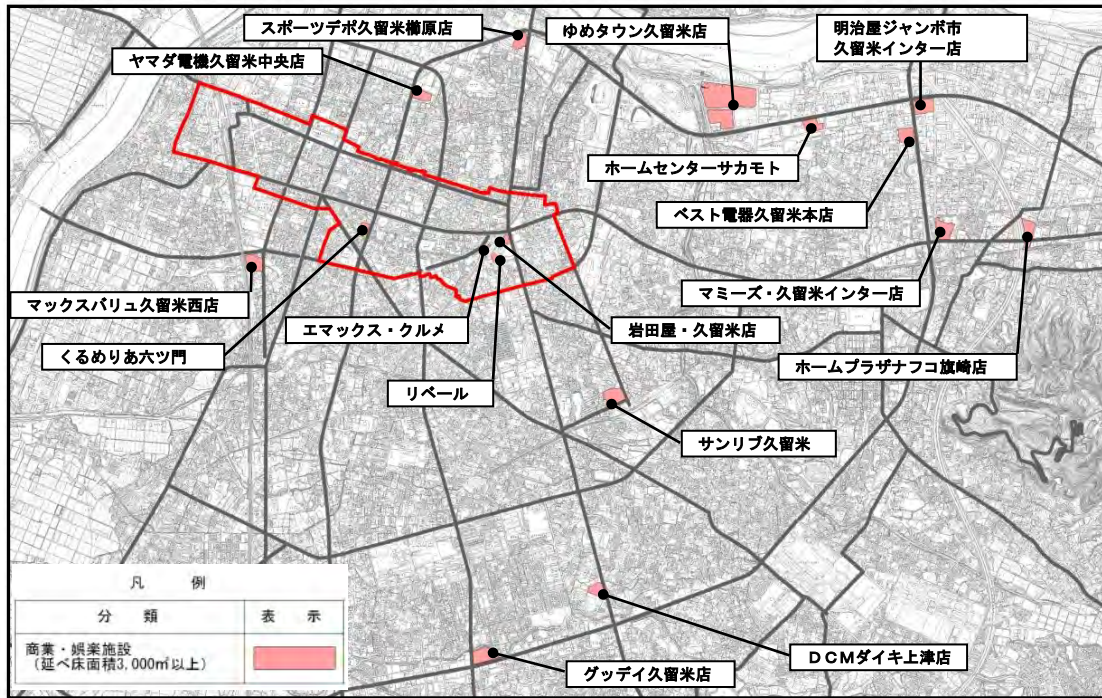 スポーツデポ久留米櫛原店
ゆめタウン久留米店
明治屋ジャンボ市
久留米インター店
ヤマダ電機久留米中央店
ホームセンターサカモト
ベスト電器久留米本店
マックスバリュ久留米西店
エマックス・クルメ
岩田屋・久留米店
マミーズ・久留米インター店
くるめりあ六ツ門
リベール
ホームプラザナフコ旗崎店
サンリブ久留米
凡 例
分 類
表 示
商業・娯楽施設
(延べ床面積3,000㎡以上)
グッデイ久留米店
DCMダイキ上津店